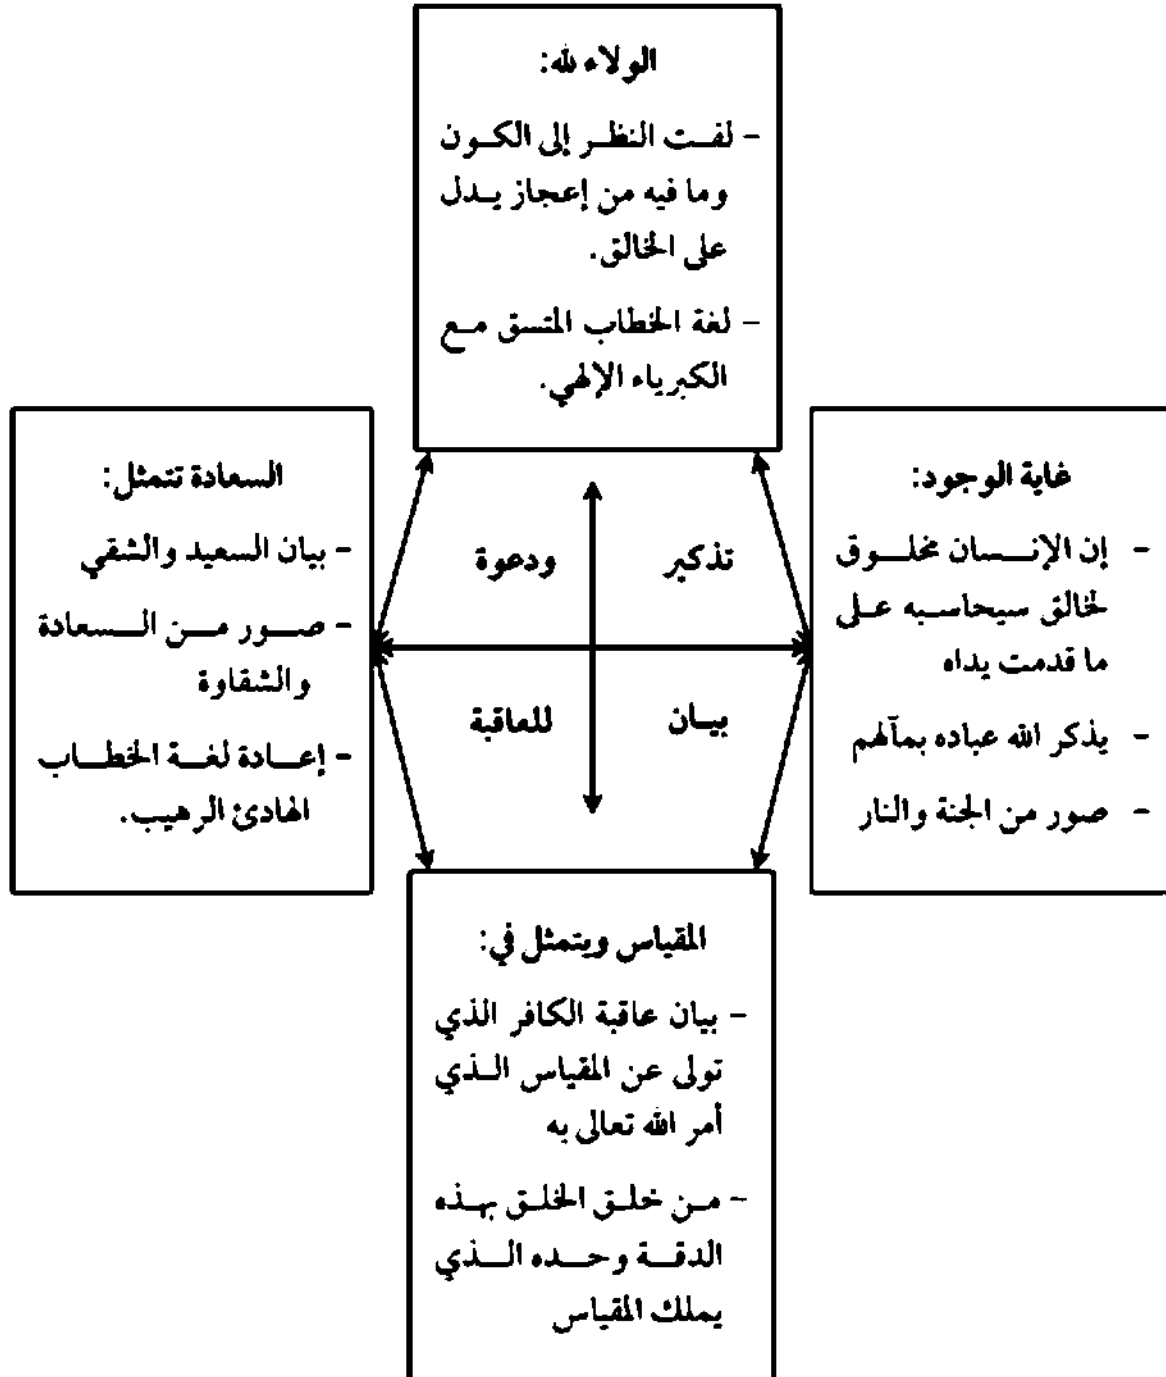 الولاء لله:
- لفت النظر إلى الكون
وما فيه من إعجاز يدل
على الخالق.
- لغة الخطاب المتسق مع
الكبرياء الإلهي.
غاية الوجود:
- إن الإنسان مخلوق
لخالق سيحاسبه على
ما قدمت يداه
- يذكر الله عباده بمآلهم
- صور من الجنة والنار
تذكير ودعوة
بيان للعاقبة
السعادة تتمثل:
- بيان السعيد والشقي
- صور من السعادة
والشقاوة
- إعادة لغة الخطاب
الهادئ الرهيب.
المقياس ويتمثل في:
- بيان عاقبة الكافر الذي
تولى عن المقياس الذي
أمر الله تعالى به
- من خلق الخلق بهذه
الدقة وحده الذي
يملك المقياس